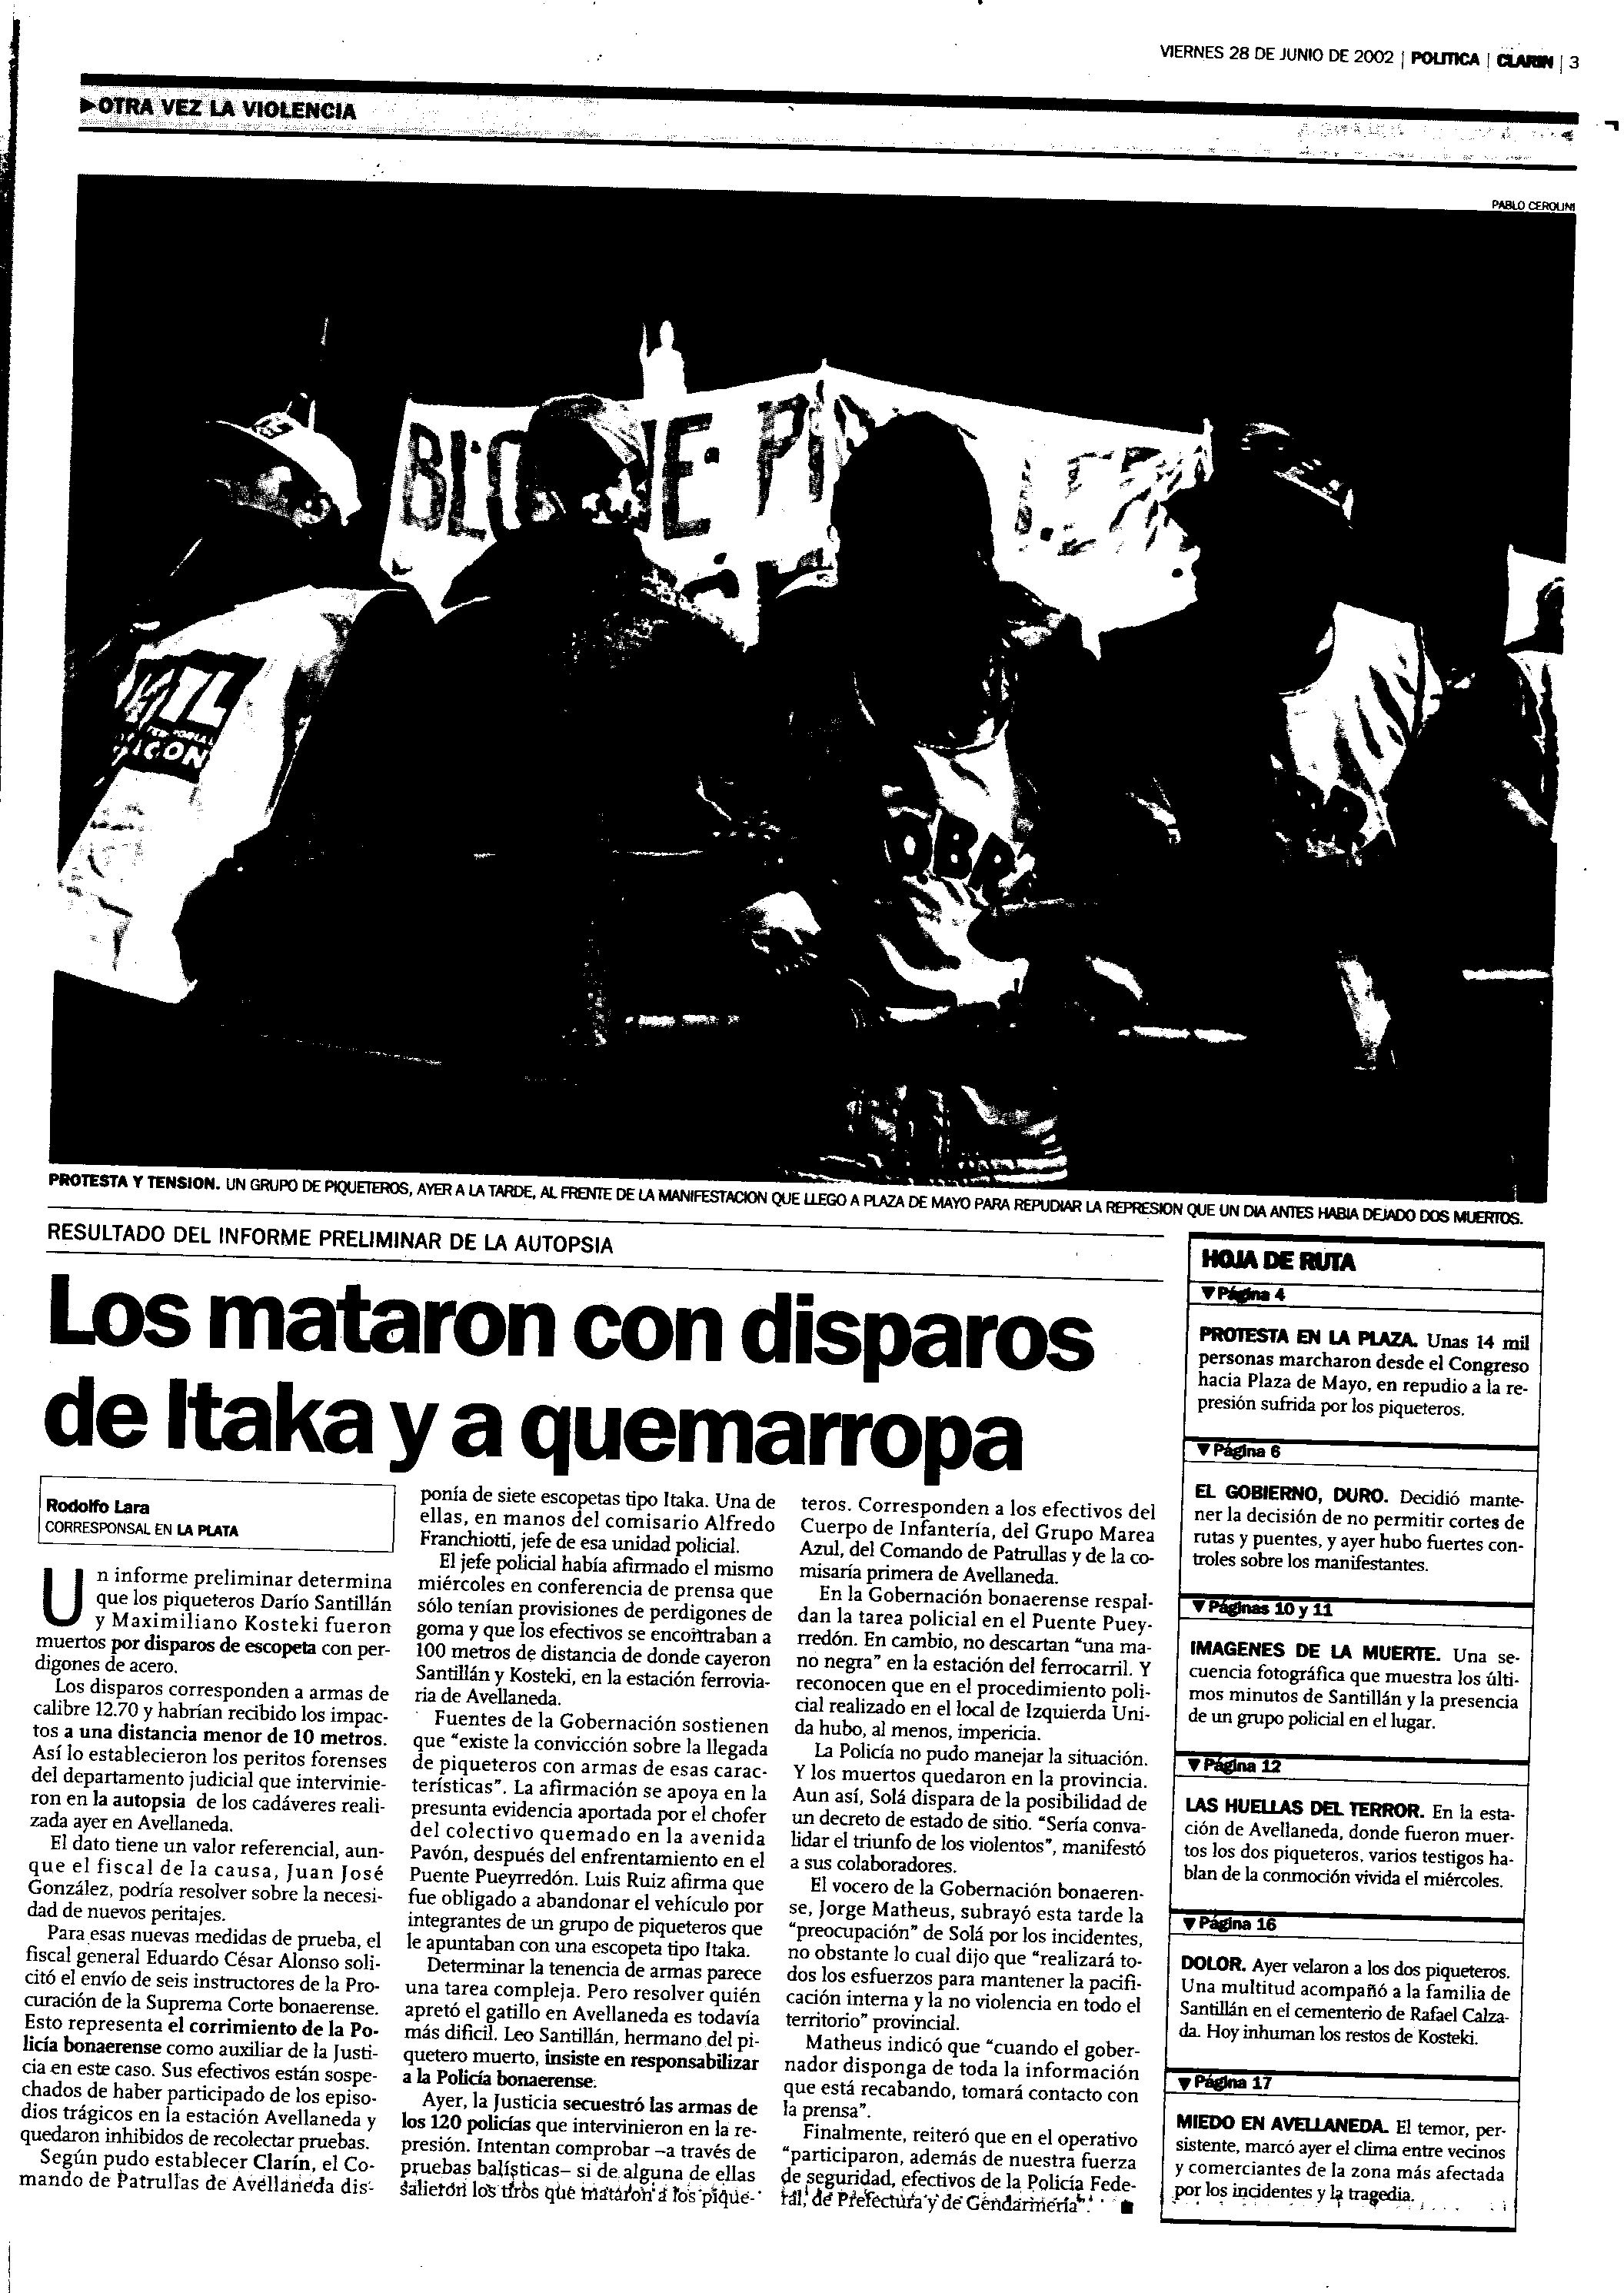 VIERNES 28 DE JUNIO DE 2002 | POLITICA | CLARIN | 3
▶OTRA VEZ LA VIOLENCIA
PABLO CEROLINI
OBR
PROTESTA Y TENSION. UN GRUPO DE PIQUETEROS, AYER A LA TARDE, AL FRENTE DE LA MANIFESTACION QUE LLEGO A PLAZA DE MAYO PARA REPUDIAR LA REPRESION QUE UN DIA ANTES HABIA DEJADO DOS MUERTOS.
RESULTADO DEL INFORME PRELIMINAR DE LA AUTOPSIA
Los mataron con disparos
de Itaka y a quemarropa
Rodolfo Lara
CORRESPONSAL EN LA PLATA
Un informe preliminar determina
que los piqueteros Darío Santillán
y Maximiliano Kosteki fueron
muertos por disparos de escopeta con per-
digones de acero.
Los disparos corresponden a armas de
calibre 12.70 y habrían recibido los impac-
tos a una distancia menor de 10 metros.
Así lo establecieron los peritos forenses
del departamento judicial que intervinie-
ron en la autopsia de los cadáveres reali-
zada ayer en Avellaneda.
El dato tiene un valor referencial, aun-
que el fiscal de la causa, Juan José
González, podría resolver sobre la necesi-
dad de nuevos peritajes.
Para esas nuevas medidas de prueba, el
fiscal general Eduardo César Alonso soli-
citó el envío de seis instructores de la Pro-
curación de la Suprema Corte bonaerense.
Esto representa el corrimiento de la Po-
licía bonaerense como auxiliar de la Justi-
cia en este caso. Sus efectivos están sospe-
chados de haber participado de los episo-
dios trágicos en la estación Avellaneda y
quedaron inhibidos de recolectar pruebas.
Según pudo establecer Clarín, el Co-
mando de Patrullas de Avellaneda dis-
ponía de siete escopetas tipo Itaka. Una de
ellas, en manos del comisario Alfredo
Franchiotti, jefe de esa unidad policial.
El jefe policial había afirmado el mismo
miércoles en conferencia de prensa que
sólo tenían provisiones de perdigones de
goma y que los efectivos se encontraban a
100 metros de distancia de donde cayeron
Santillán y Kosteki, en la estación ferrovia-
ria de Avellaneda.
Fuentes de la Gobernación sostienen
que “existe la convicción sobre la llegada
de piqueteros con armas de esas carac-
terísticas”. La afirmación se apoya en la
presunta evidencia aportada por el chofer
del colectivo quemado en la avenida
Pavón, después del enfrentamiento en el
Puente Pueyrredón. Luis Ruiz afirma que
fue obligado a abandonar el vehículo por
integrantes de un grupo de piqueteros que
le apuntaban con una escopeta tipo Itaka.
Determinar la tenencia de armas parece
una tarea compleja. Pero resolver quién
apretó el gatillo en Avellaneda es todavía
más dificil. Leo Santillán, hermano del pi-
quetero muerto, insiste en responsabilizar
a la Policía bonaerense.
Ayer, la Justicia secuestró las armas de
los 120 policías que intervinieron en la re-
presión. Intentan comprobar –a través de
pruebas balísticas– si de alguna de ellas
salieron los tiros que mataron a los pique-
teros. Corresponden a los efectivos del
Cuerpo de Infantería, del Grupo Marea
Azul, del Comando de Patrullas y de la co-
misaría primera de Avellaneda.
En la Gobernación bonaerense respal-
dan la tarea policial en el Puente Puey-
rredón. En cambio, no descartan “una ma-
no negra” en la estación del ferrocarril. Y
reconocen que en el procedimiento poli-
cial realizado en el local de Izquierda Uni-
da hubo, al menos, impericia.
La Policía no pudo manejar la situación.
Y los muertos quedaron en la provincia.
Aun así, Solá dispara de la posibilidad de
un decreto de estado de sitio. “Sería conva-
lidar el triunfo de los violentos”, manifestó
a sus colaboradores.
El vocero de la Gobernación bonaeren-
se, Jorge Matheus, subrayó esta tarde la
“preocupación” de Solá por los incidentes,
no obstante lo cual dijo que “realizará to-
dos los esfuerzos para mantener la pacifi-
cación interna y la no violencia en todo el
territorio” provincial.
Matheus indicó que “cuando el gober-
nador disponga de toda la información
que está recabando, tomará contacto con
la prensa”.
Finalmente, reiteró que en el operativo
“participaron, además de nuestra fuerza
de seguridad, efectivos de la Policía Fede-
ral, de Prefectura y de Gendarmería”. ■
HOJA DE RUTA
▼Página 4
PROTESTA EN LA PLAZA. Unas 14 mil
personas marcharon desde el Congreso
hacia Plaza de Mayo, en repudio a la re-
presión sufrida por los piqueteros.
▼Página 6
EL GOBIERNO, DURO. Decidió mante-
ner la decisión de no permitir cortes de
rutas y puentes, y ayer hubo fuertes con-
troles sobre los manifestantes.
▼Páginas 10 y 11
IMAGENES DE LA MUERTE. Una se-
cuencia fotográfica que muestra los últi-
mos minutos de Santillán y la presencia
de un grupo policial en el lugar.
▼Página 12
LAS HUELLAS DEL TERROR. En la esta-
ción de Avellaneda, donde fueron muer-
tos los dos piqueteros, varios testigos ha-
blan de la conmoción vivida el miércoles.
▼Página 16
DOLOR. Ayer velaron a los dos piqueteros.
Una multitud acompañó a la familia de
Santillán en el cementerio de Rafael Calza-
da. Hoy inhuman los restos de Kosteki.
▼Página 17
MIEDO EN AVELLANEDA. El temor, per-
sistente, marcó ayer el clima entre vecinos
y comerciantes de la zona más afectada
por los incidentes y la tragedia.